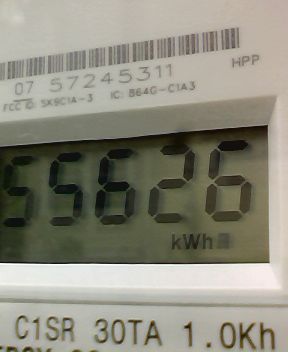 07 57245311
HPP
FCC ID: SK9C1A-3 IC: 864G-C1A3
55626
kWh
C1SR 30TA 1.0Kh